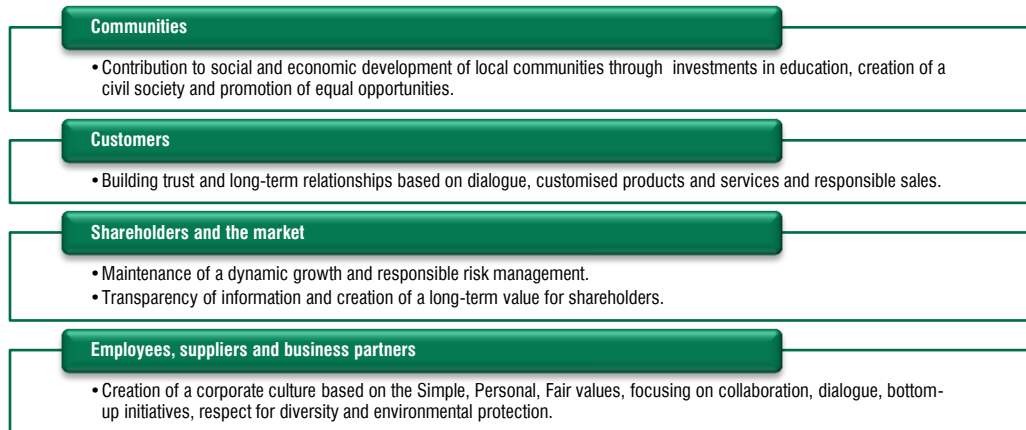 Communities
• Contribution to social and economic development of local communities through investments in education, creation of a
civil society and promotion of equal opportunities.
Customers
• Building trust and long-term relationships based on dialogue, customised products and services and responsible sales.
Shareholders and the market
• Maintenance of a dynamic growth and responsible risk management.
• Transparency of information and creation of a long-term value for shareholders.
Employees, suppliers and business partners
• Creation of a corporate culture based on the Simple, Personal, Fair values, focusing on collaboration, dialogue, bottom-
up initiatives, respect for diversity and environmental protection.